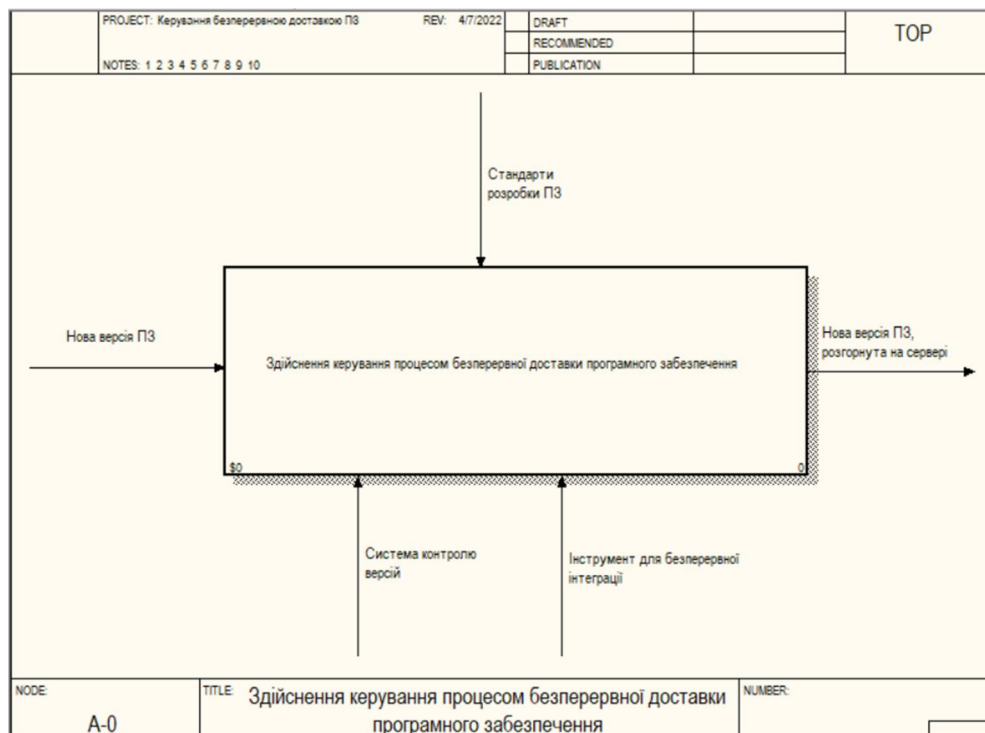 PROJECT: Керування безперервною доставкою ПЗ
REV: 4/7/2022
DRAFT
TOP
RECOMMENDED
NOTES: 1 2 3 4 5 6 7 8 9 10
PUBLICATION
Стандарти
розробки ПЗ
Нова версія ПЗ
Нова версія ПЗ,
розгорнута на сервері
Здійснення керування процесом безперервної доставки програмного забезпечення
$0
0
Система контролю
версій
Інструмент для безперервної
інтеграції
NODE:
TITLE:
Здійснення керування процесом безперервної доставки
NUMBER:
A-0
програмного забезпечення